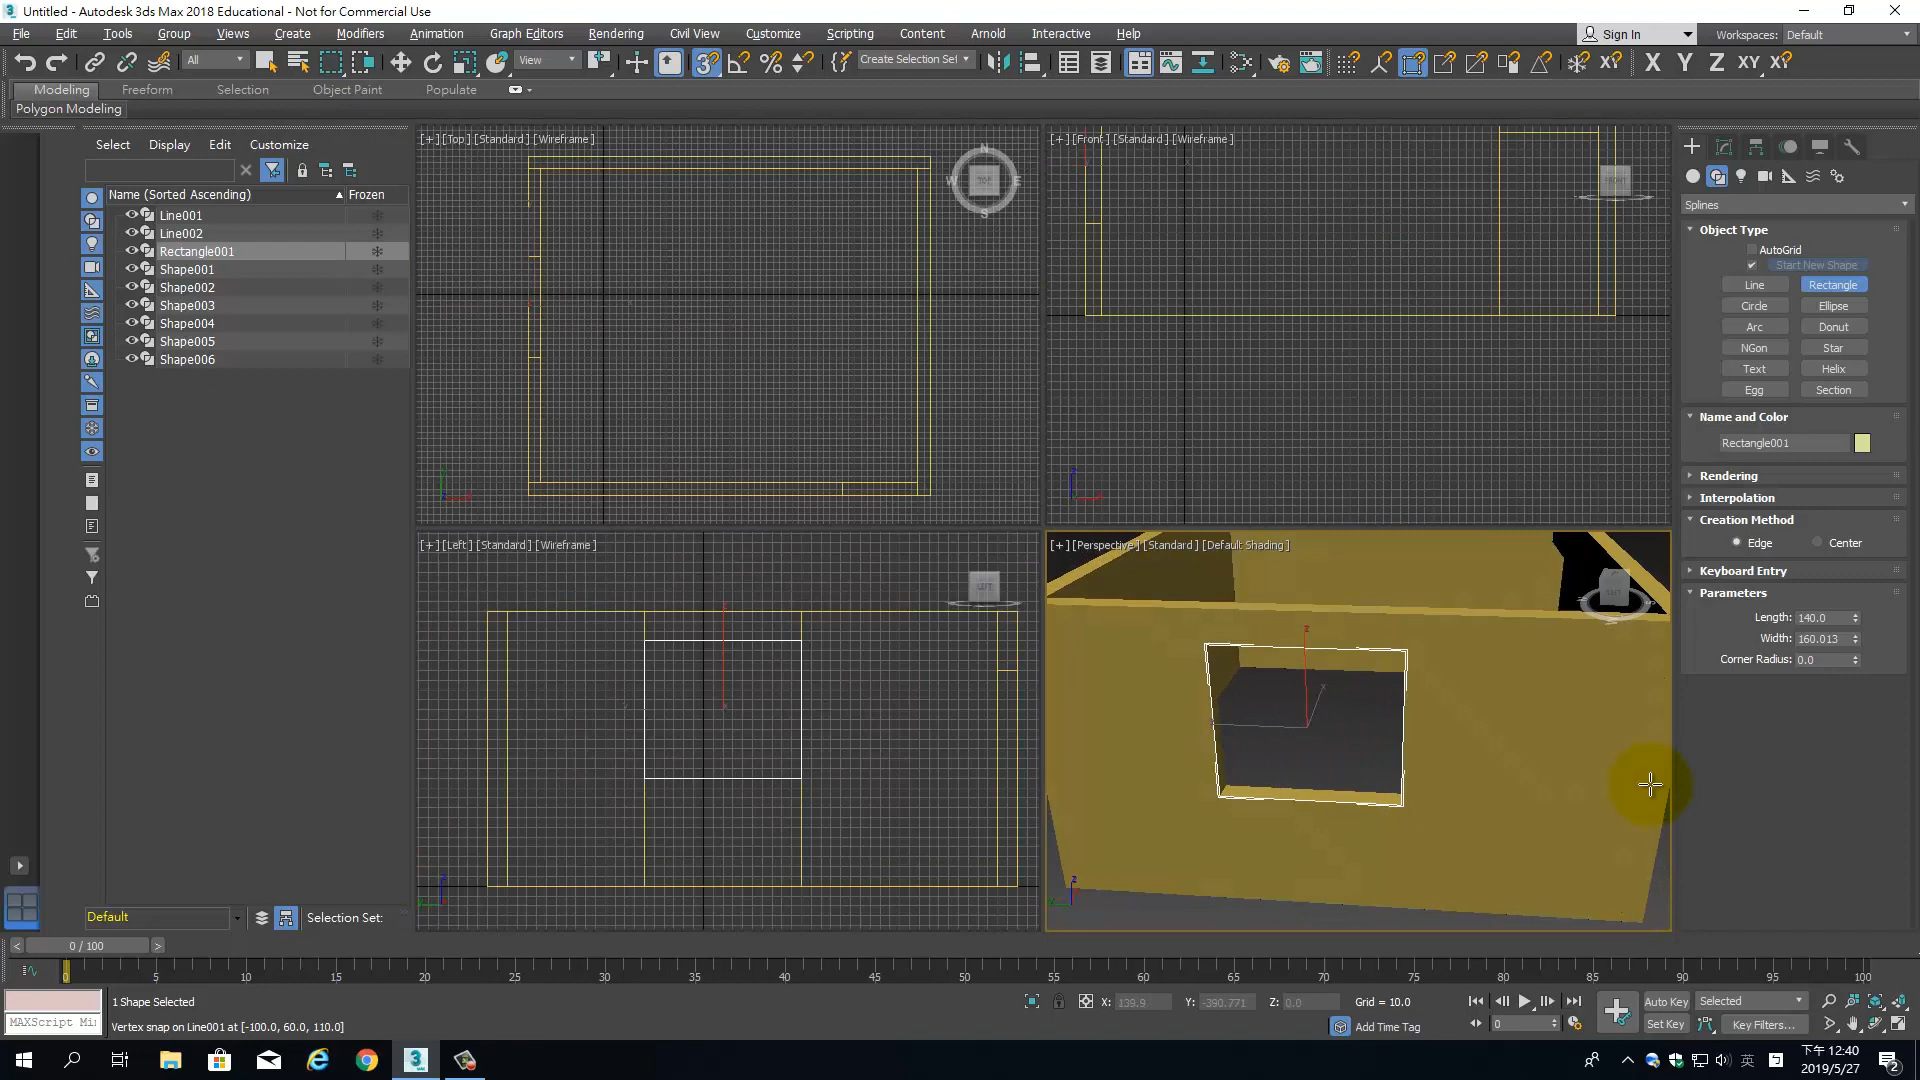 Untitled - Autodesk 3ds Max 2018 Educational - Not for Commercial Use
File Edit Tools Group Views Create Modifiers Animation Graph Editors Rendering Civil View Customize Scripting Content Arnold Interactive Help
Sign In Workspaces: Default
All View Create Selection Set X Y Z XY XY
Modeling Freeform Selection Object Paint Populate
Polygon Modeling
Select Display Edit Customize
Name (Sorted Ascending) Frozen
Line001
Line002
Rectangle001
Shape001
Shape002
Shape003
Shape004
Shape005
Shape006
Default Selection Set:
[+] [Top] [Standard] [Wireframe]
N
W TOP E
S
[+] [Front] [Standard] [Wireframe]
FRONT
[+] [Left] [Standard] [Wireframe]
LEFT
[+] [Perspective] [Standard] [Default Shading]
Splines
Object Type
AutoGrid
Start New Shape
Line Rectangle
Circle Ellipse
Arc Donut
NGon Star
Text Helix
Egg Section
Name and Color
Rectangle001
Rendering
Interpolation
Creation Method
Edge Center
Keyboard Entry
Parameters
Length: 140.0
Width: 160.013
Corner Radius: 0.0
< 0 / 100 >
0 5 10 15 20 25 30 35 40 45 50 55 60 65 70 75 80 85 90 95 100
1 Shape Selected
MAXScript Mi
Vertex snap on Line001 at [-100.0, 60.0, 110.0]
X: 139.9 Y: -390.771 Z: 0.0 Grid = 10.0
Add Time Tag
0
Auto Key Selected
Set Key Key Filters...
英
下午 12:40
2019/5/27
2